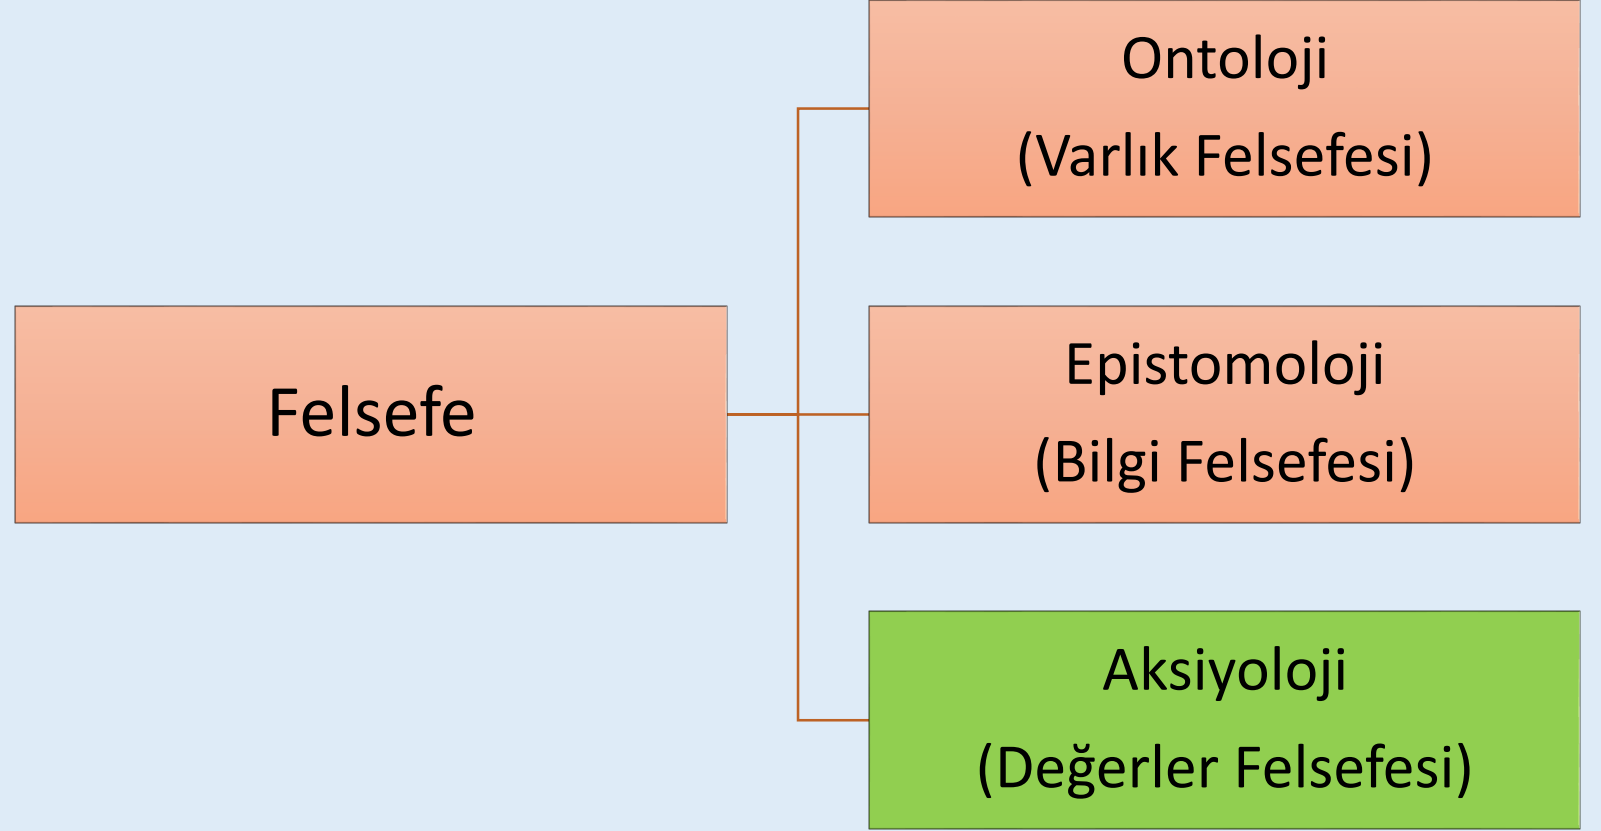 Felsefe
Ontoloji
(Varlık Felsefesi)
Epistomoloji
(Bilgi Felsefesi)
Aksiyoloji
(Değerler Felsefesi)